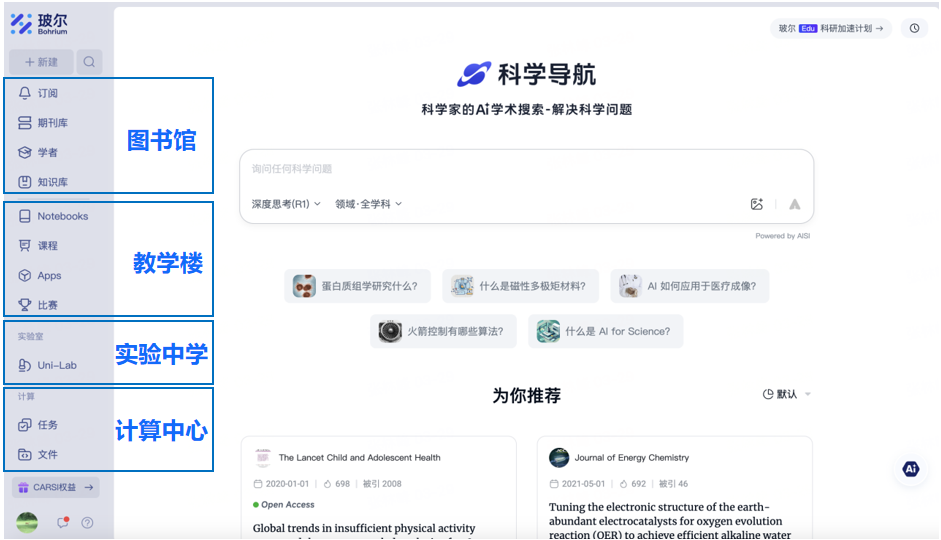 玻尔
Bohrium
+ 新建
订阅
期刊库
学者
知识库
图书馆
Notebooks
课程
Apps
比赛
教学楼
实验室
Uni-Lab
实验中学
计算
任务
文件
计算中心
CARSI权益 →
玻尔 Edu 科研加速计划 →
科学导航
科学家的Ai学术搜索-解决科学问题
询问任何科学问题
深度思考(R1) 领域·全学科
Powered by AISI
蛋白质组学研究什么? 什么是磁性多极矩材料? AI 如何应用于医疗成像?
火箭控制有哪些算法? 什么是 AI for Science?
为你推荐
默认
The Lancet Child and Adolescent Health
2020-01-01 | 698 | 被引 2008
Open Access
Global trends in insufficient physical activity
Journal of Energy Chemistry
2021-05-01 | 692 | 被引 46
Tuning the electronic structure of the earth-
abundant electrocatalysts for oxygen evolution
reaction (OER) to achieve efficient alkaline water
Ai